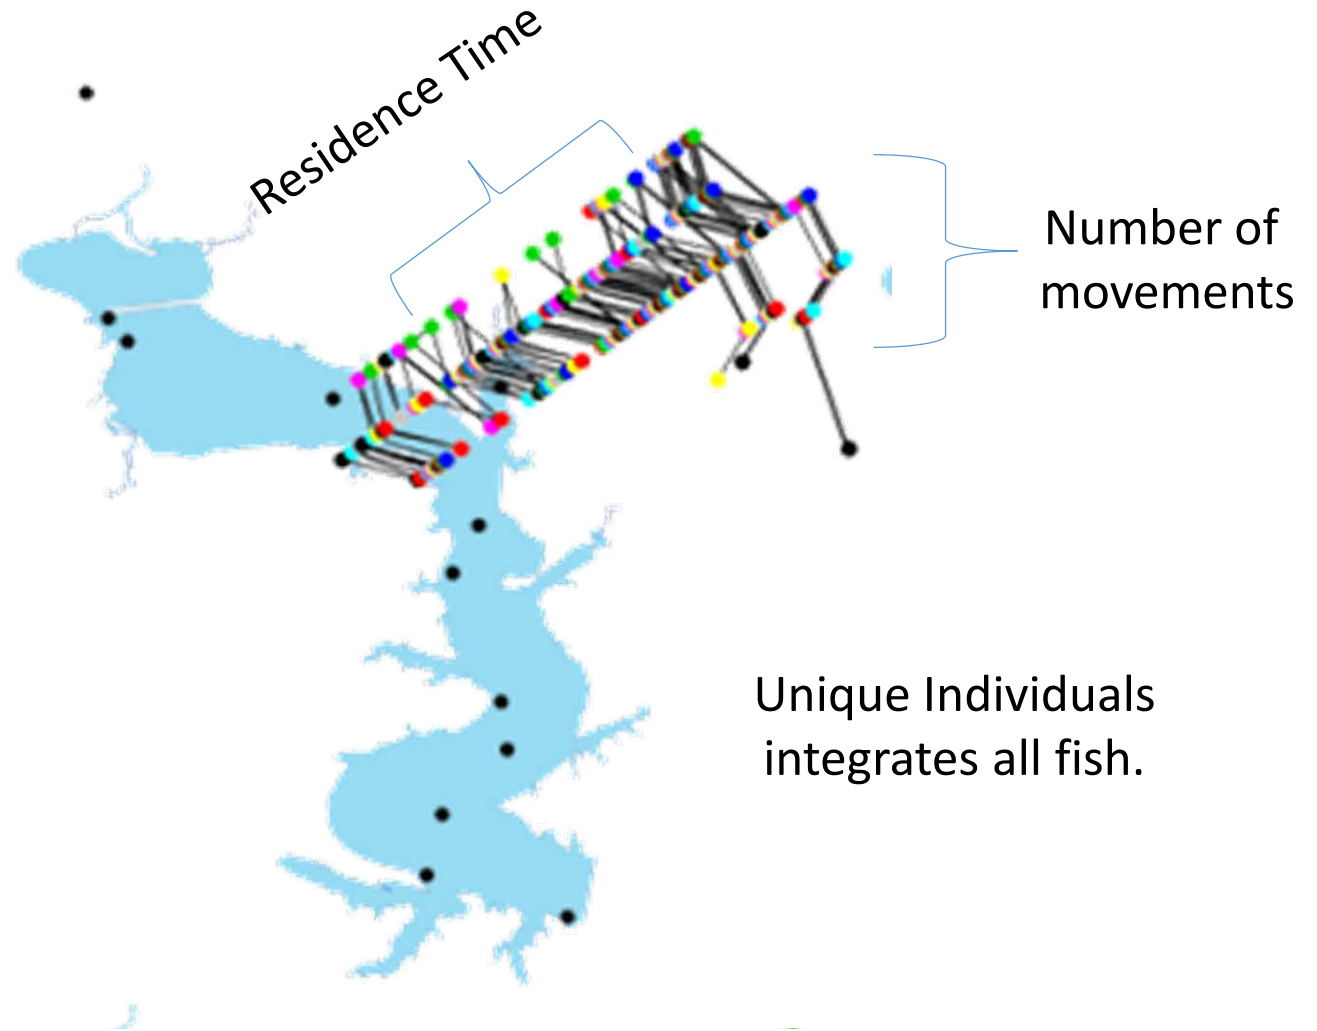 Residence Time
Number of
movements
Unique Individuals
integrates all fish.